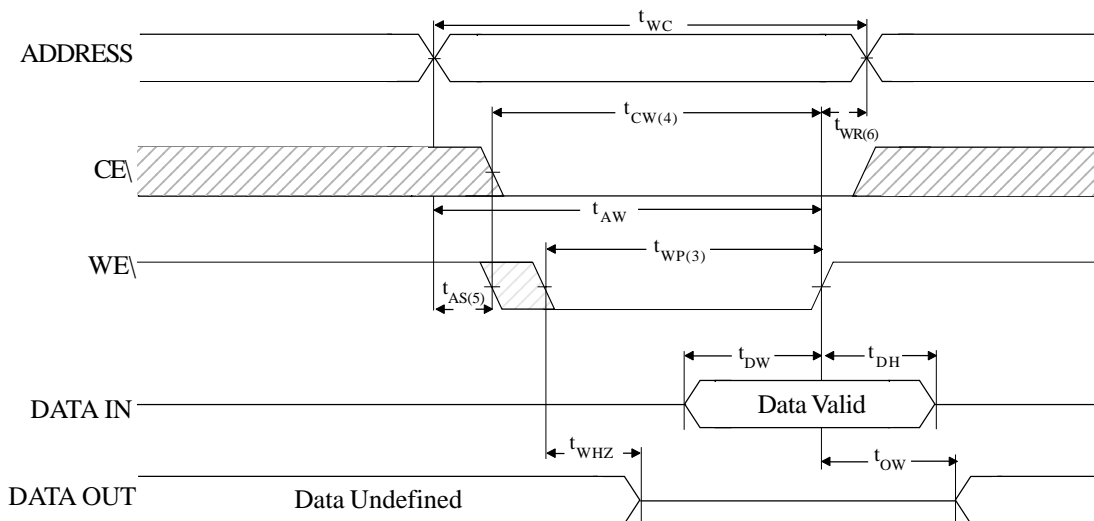 t_WC
ADDRESS
t_CW(4)
t_WR(6)
CE\
t_AW
WE\
t_WP(3)
t_AS(5)
t_DW
t_DH
DATA IN
Data Valid
t_WHZ
t_OW
DATA OUT
Data Undefined